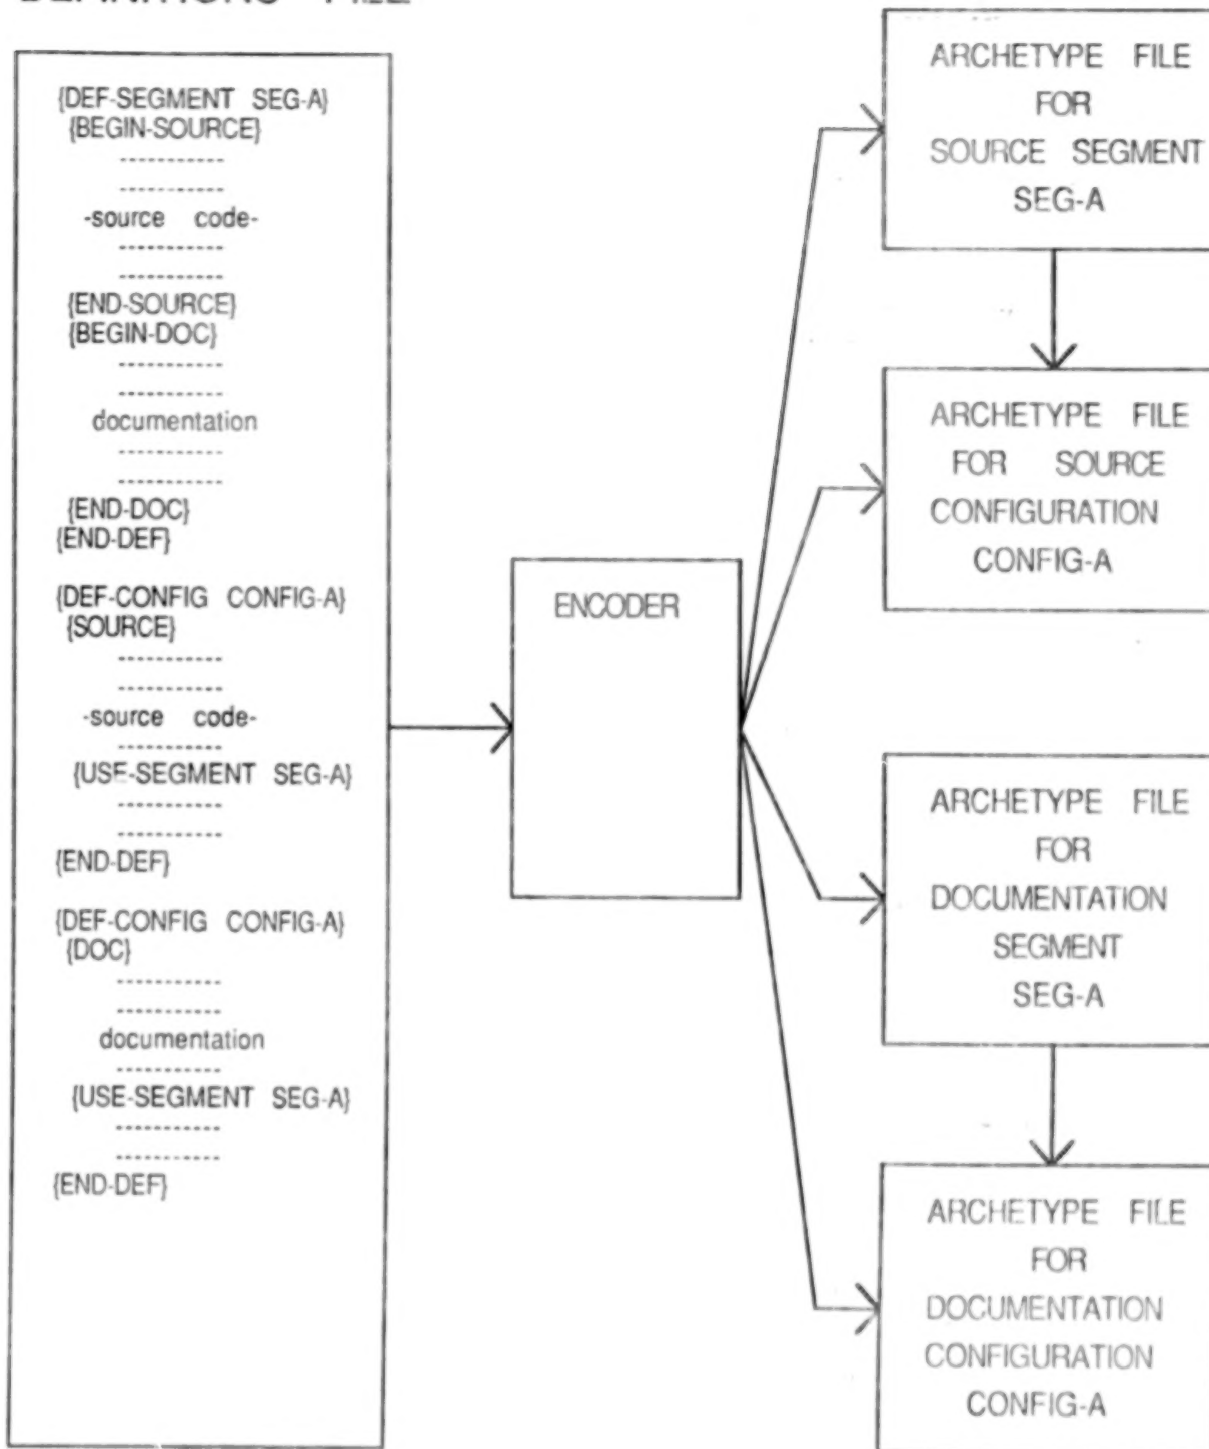 DEFINITIONS FILE
{DEF-SEGMENT SEG-A}
{BEGIN-SOURCE}
-----------
-----------
-source code-
-----------
-----------
{END-SOURCE}
{BEGIN-DOC}
-----------
-----------
documentation
-----------
-----------
{END-DOC}
{END-DEF}
{DEF-CONFIG CONFIG-A}
{SOURCE}
-----------
-----------
-source code-
-----------
{USE-SEGMENT SEG-A}
-----------
-----------
{END-DEF}
{DEF-CONFIG CONFIG-A}
{DOC}
-----------
-----------
documentation
-----------
{USE-SEGMENT SEG-A}
-----------
-----------
{END-DEF}
ENCODER
ARCHETYPE FILE
FOR
SOURCE SEGMENT
SEG-A
ARCHETYPE FILE
FOR SOURCE
CONFIGURATION
CONFIG-A
ARCHETYPE FILE
FOR
DOCUMENTATION
SEGMENT
SEG-A
ARCHETYPE FILE
FOR
DOCUMENTATION
CONFIGURATION
CONFIG-A